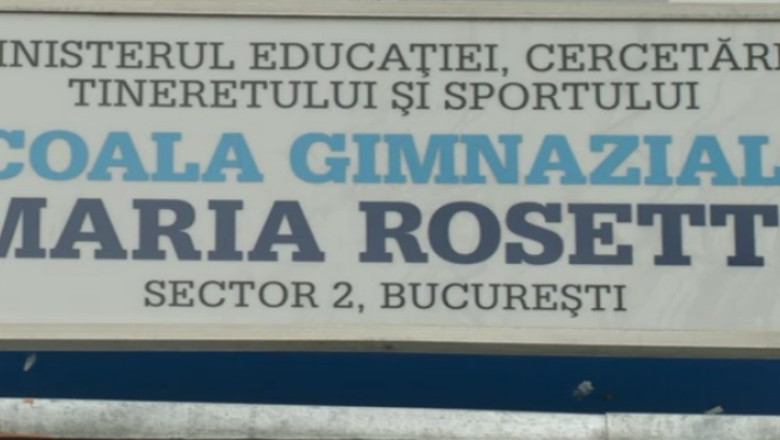 INISTERUL EDUCAŢIEI, CERCETĂRI
TINERETULUI ŞI SPORTULUI
COALA GIMNAZIAL
MARIA ROSETT
SECTOR 2, BUCUREŞTI